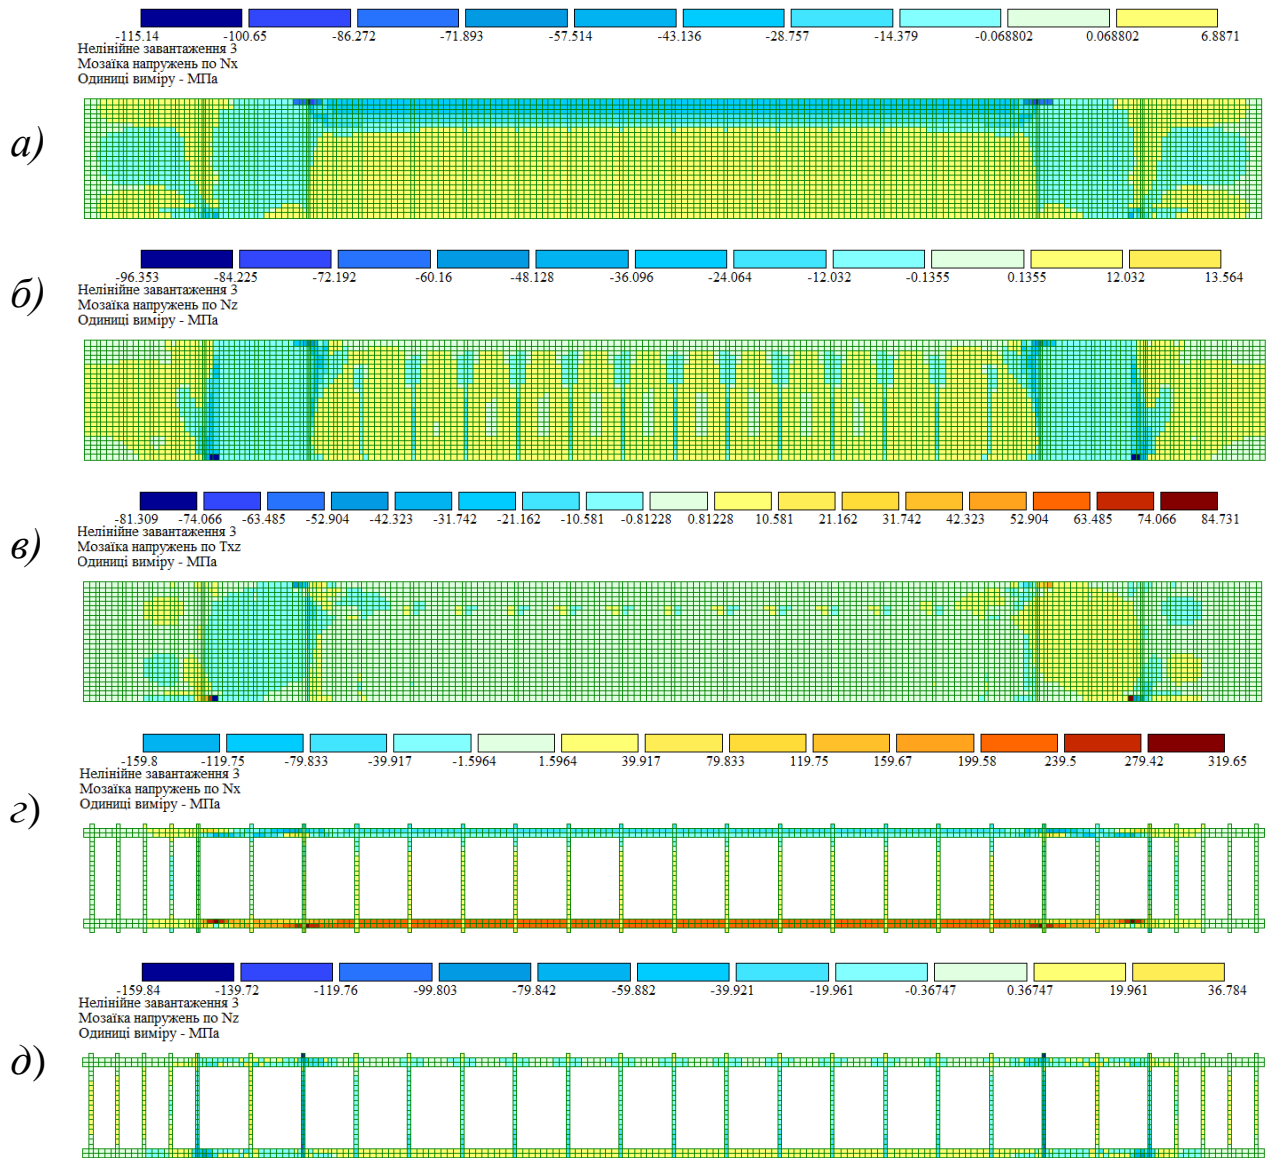 -115.14 -100.65 -86.272 -71.893 -57.514 -43.136 -28.757 -14.379 -0.068802 0.068802 6.8871
Нелінійне завантаження 3
Мозаїка напружень по Nx
Одиниці виміру - МПа
а)
-96.353 -84.225 -72.192 -60.16 -48.128 -36.096 -24.064 -12.032 -0.1355 0.1355 12.032 13.564
б)
Нелінійне завантаження 3
Мозаїка напружень по Nz
Одиниці виміру - МПа
-81.309 -74.066 -63.485 -52.904 -42.323 -31.742 -21.162 -10.581 -0.81228 0.81228 10.581 21.162 31.742 42.323 52.904 63.485 74.066 84.731
Нелінійне завантаження 3
в)
Мозаїка напружень по Txz
Одиниці виміру - МПа
-159.8 -119.75 -79.833 -39.917 -1.5964 1.5964 39.917 79.833 119.75 159.67 199.58 239.5 279.42 319.65
Нелінійне завантаження 3
Мозаїка напружень по Nx
Одиниці виміру - МПа
г)
-159.84 -139.72 -119.76 -99.803 -79.842 -59.882 -39.921 -19.961 -0.36747 0.36747 19.961 36.784
Нелінійне завантаження 3
Мозаїка напружень по Nz
Одиниці виміру - МПа
д)